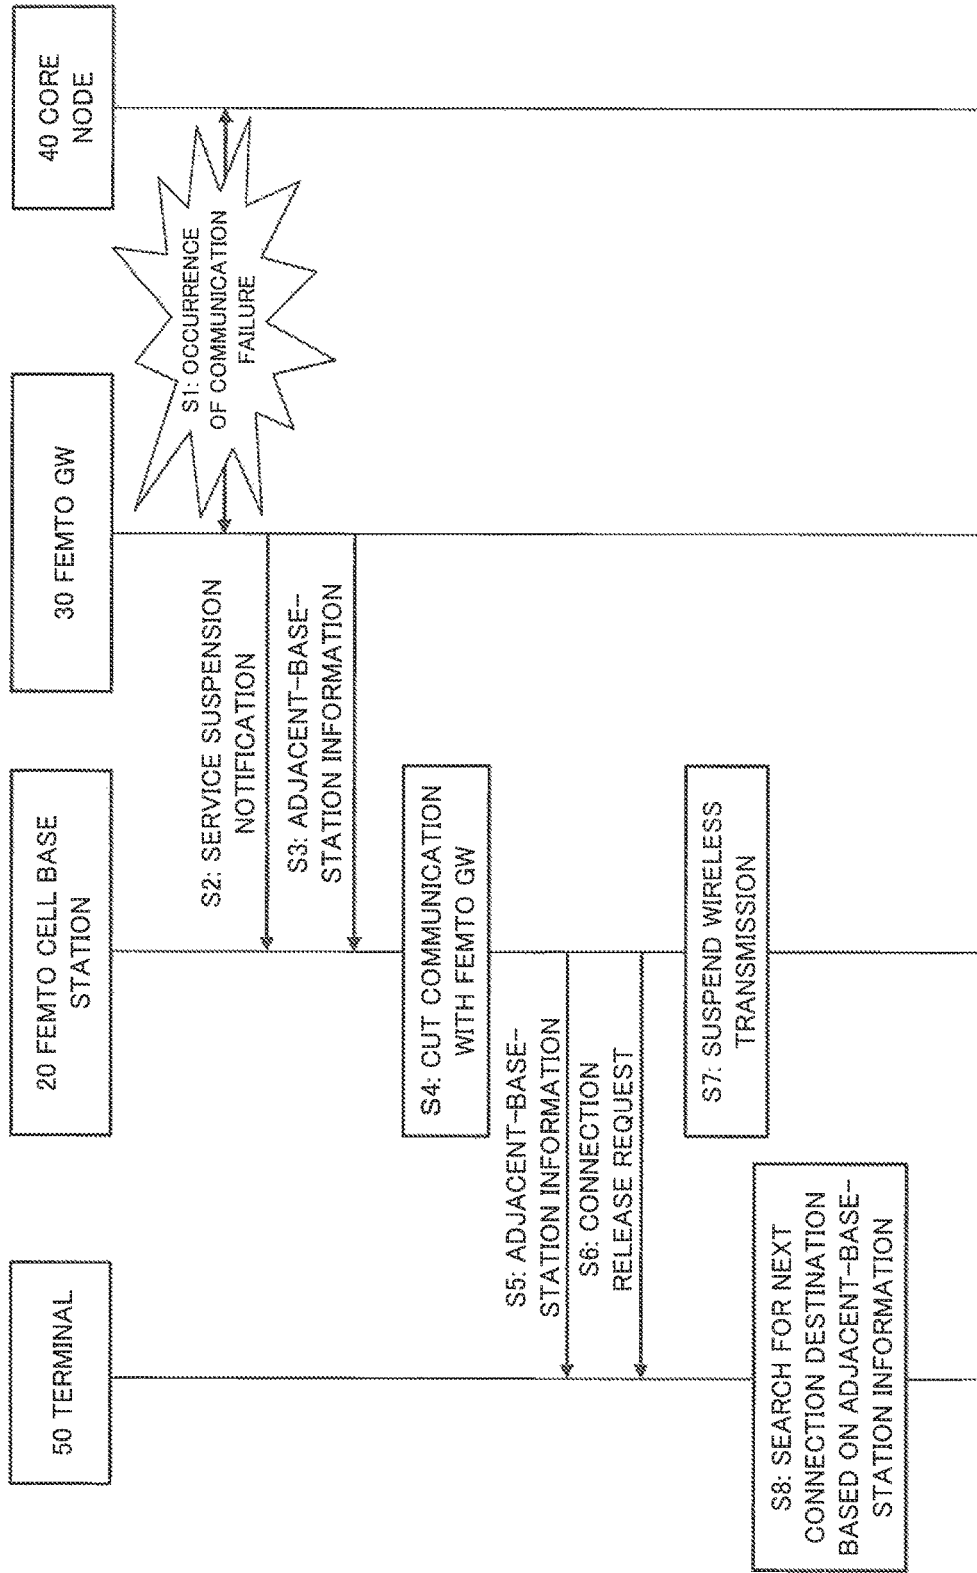 50 TERMINAL
20 FEMTO CELL BASE
STATION
30 FEMTO GW
40 CORE
NODE
S1: OCCURRENCE
OF COMMUNICATION
FAILURE
S2: SERVICE SUSPENSION
NOTIFICATION
S3: ADJACENT-BASE-
STATION INFORMATION
S4: CUT COMMUNICATION
WITH FEMTO GW
S5: ADJACENT-BASE-
STATION INFORMATION
S6: CONNECTION
RELEASE REQUEST
S7: SUSPEND WIRELESS
TRANSMISSION
S8: SEARCH FOR NEXT
CONNECTION DESTINATION
BASED ON ADJACENT-BASE-
STATION INFORMATION